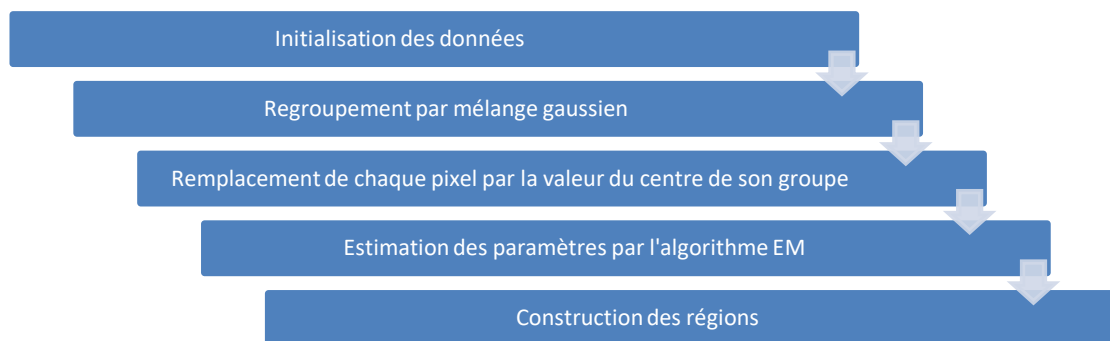 Initialisation des données
Regroupement par mélange gaussien
Remplacement de chaque pixel par la valeur du centre de son groupe
Estimation des paramètres par l'algorithme EM
Construction des régions